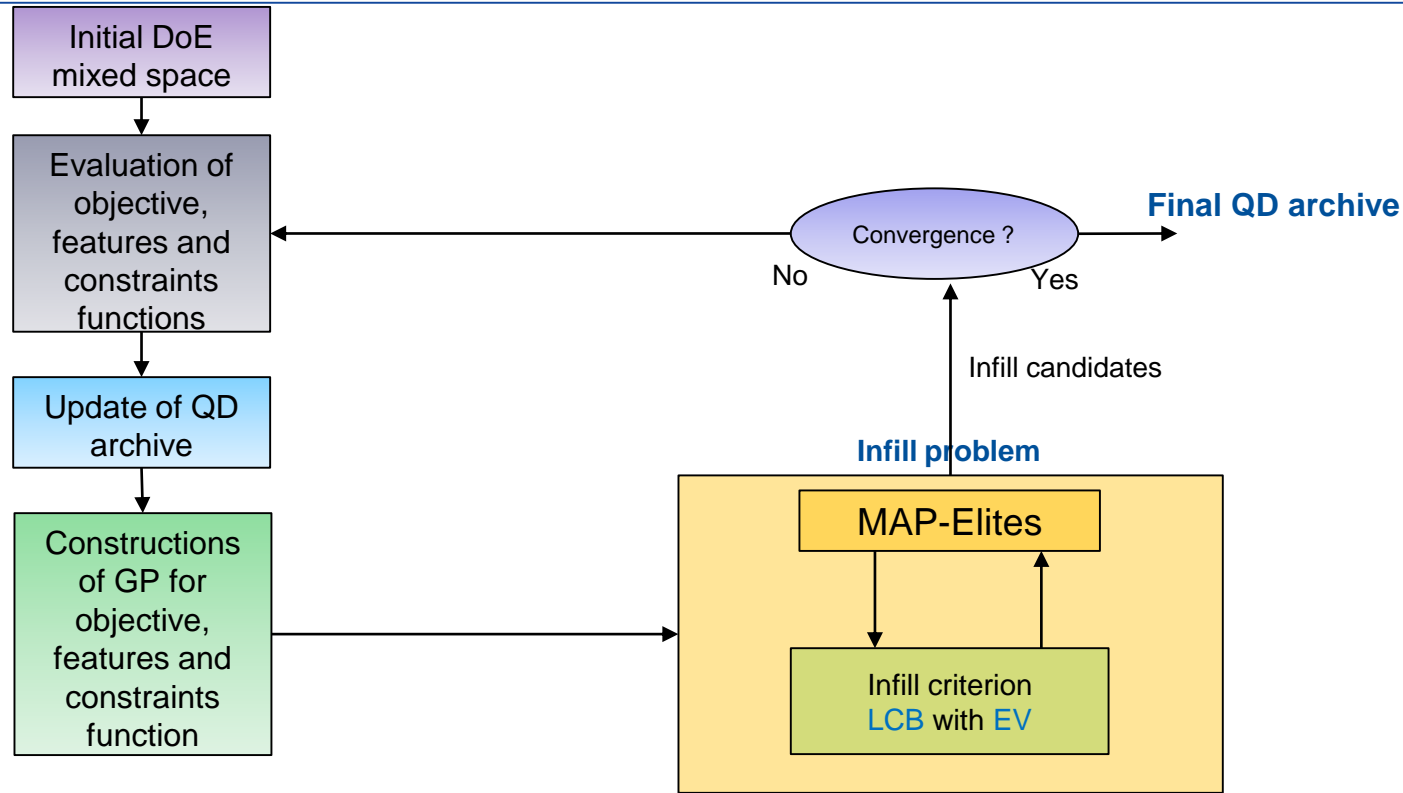 Initial DoE
mixed space
Evaluation of
objective,
features and
constraints
functions
Update of QD
archive
Constructions
of GP for
objective,
features and
constraints
function
Convergence ?
No
Yes
Final QD archive
Infill candidates
Infill problem
MAP-Elites
Infill criterion
LCB with EV